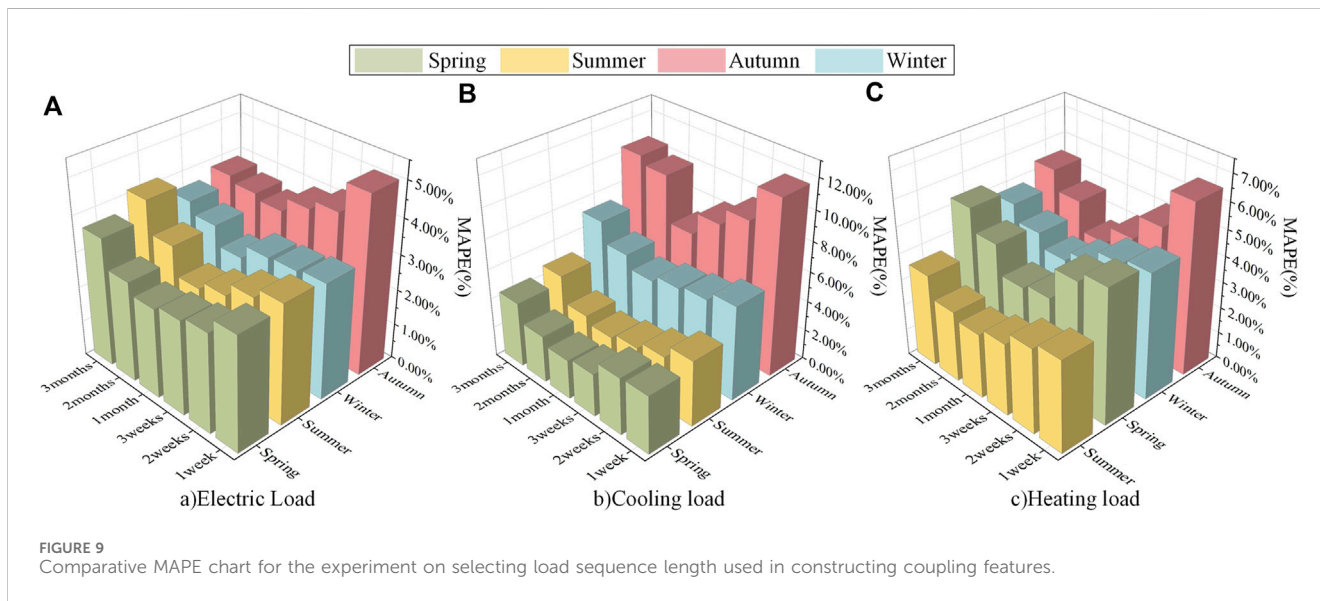 Spring Summer Autumn Winter
A
5.00%
4.00%
3.00%
2.00%
1.00%
0.00%
MAPE(%)
3months
2months
1month
3weeks
2weeks
1week
Spring
Summer
Winter
Autumn
a)Electric Load
B
12.00%
10.00%
8.00%
6.00%
4.00%
2.00%
0.00%
MAPE(%)
3months
2months
1month
3weeks
2weeks
1week
Spring
Summer
Winter
Autumn
b)Cooling load
C
7.00%
6.00%
5.00%
4.00%
3.00%
2.00%
1.00%
0.00%
MAPE(%)
3months
2months
1month
3weeks
2weeks
1week
Summer
Spring
Winter
Autumn
c)Heating load
FIGURE 9
Comparative MAPE chart for the experiment on selecting load sequence length used in constructing coupling features.